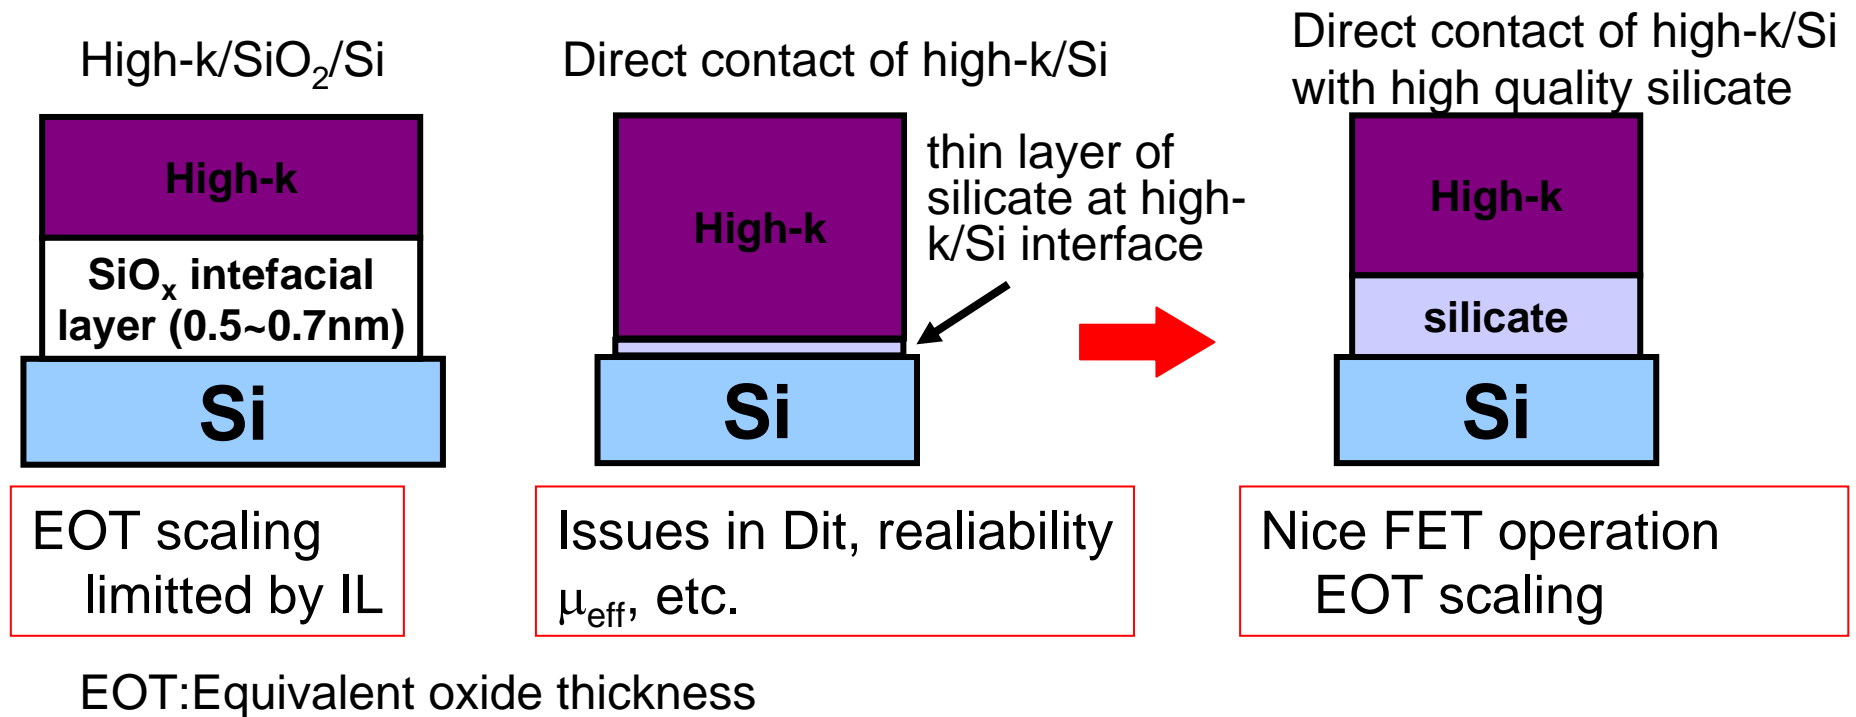 High-k/SiO₂/Si
High-k
SiOₓ intefacial
layer (0.5~0.7nm)
Si
EOT scaling
limitted by IL
Direct contact of high-k/Si
High-k
thin layer of
silicate at high-
k/Si interface
Si
Issues in Dit, realiability
μeff, etc.
Direct contact of high-k/Si
with high quality silicate
High-k
silicate
Si
Nice FET operation
EOT scaling
EOT:Equivalent oxide thickness